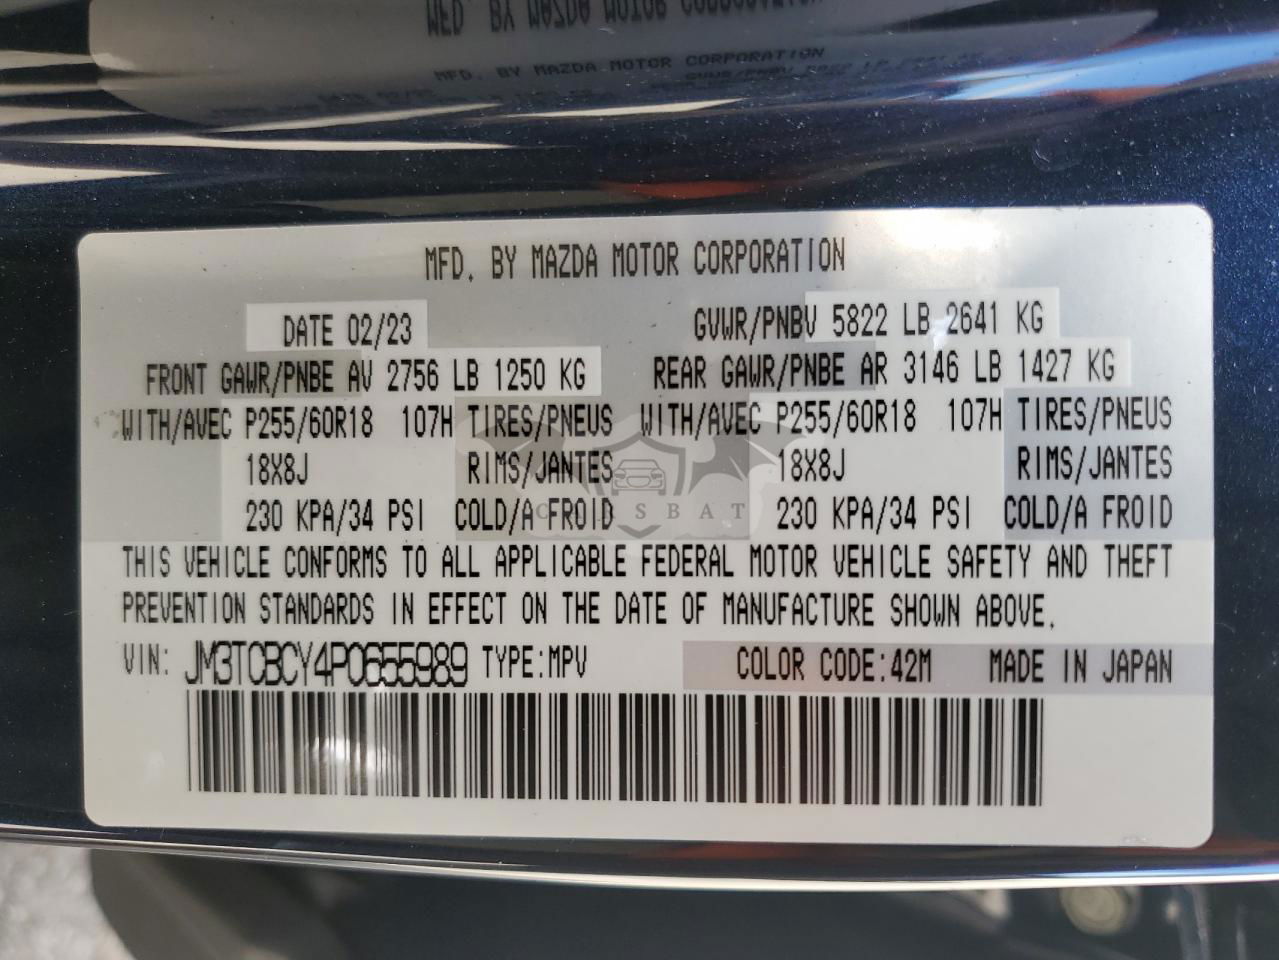 MFD. BY MAZDA MOTOR CORPORATION
MFD. BY MAZDA MOTOR CORPORATION
DATE 02/23 GVWR/PNBV 5822 LB 2641 KG
FRONT GAWR/PNBE AV 2756 LB 1250 KG REAR GAWR/PNBE AR 3146 LB 1427 KG
WITH/AVEC P255/60R18 107H TIRES/PNEUS WITH/AVEC P255/60R18 107H TIRES/PNEUS
18X8J RIMS/JANTES 18X8J RIMS/JANTES
230 KPA/34 PSI COLD/A FROID 230 KPA/34 PSI COLD/A FROID
THIS VEHICLE CONFORMS TO ALL APPLICABLE FEDERAL MOTOR VEHICLE SAFETY AND THEFT
PREVENTION STANDARDS IN EFFECT ON THE DATE OF MANUFACTURE SHOWN ABOVE.
VIN: JM3TCBCY4P0655989 TYPE:MPV COLOR CODE:42M MADE IN JAPAN